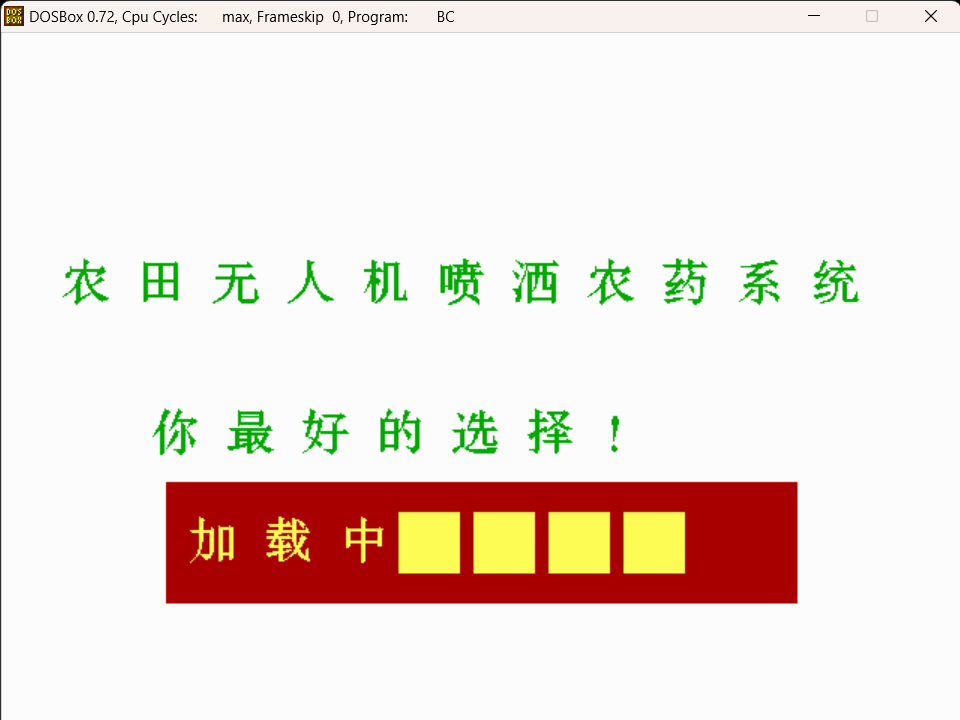 DOSBox 0.72, Cpu Cycles: max, Frameskip 0, Program: BC
农田无人机喷洒农药系统
你最好的选择！
加载中